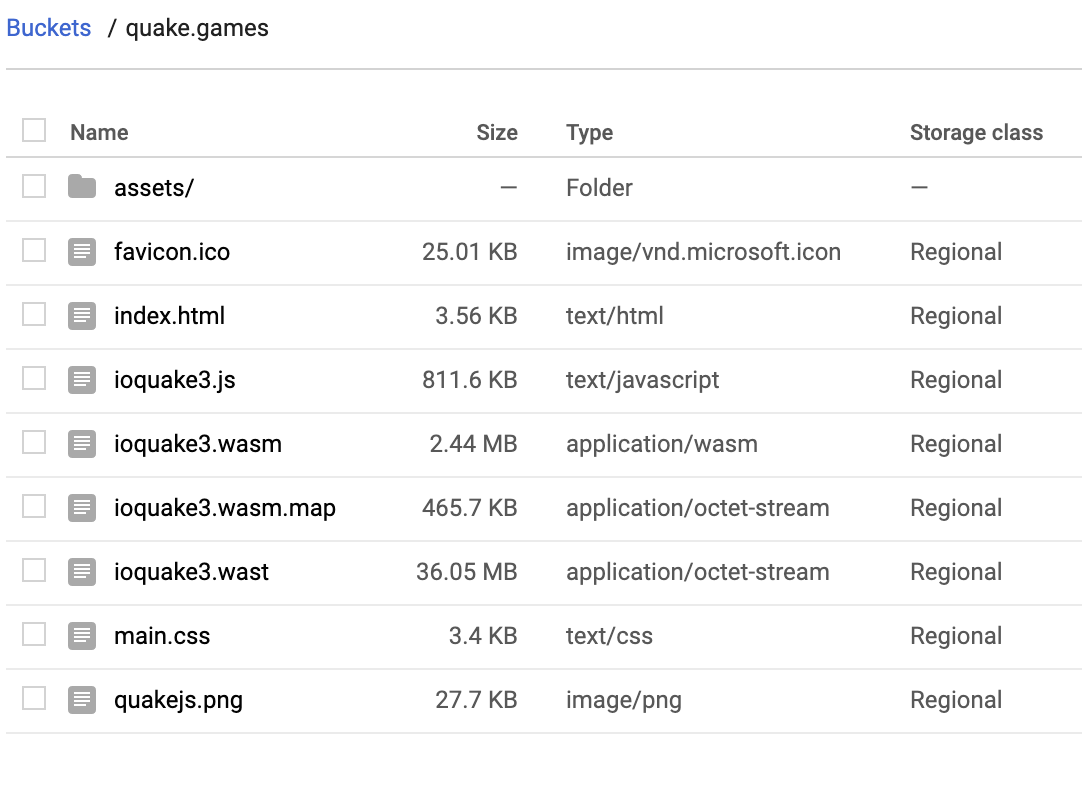 Buckets / quake.games
Name Size Type Storage class
assets/ — Folder —
favicon.ico 25.01 KB image/vnd.microsoft.icon Regional
index.html 3.56 KB text/html Regional
ioquake3.js 811.6 KB text/javascript Regional
ioquake3.wasm 2.44 MB application/wasm Regional
ioquake3.wasm.map 465.7 KB application/octet-stream Regional
ioquake3.wast 36.05 MB application/octet-stream Regional
main.css 3.4 KB text/css Regional
quakejs.png 27.7 KB image/png Regional